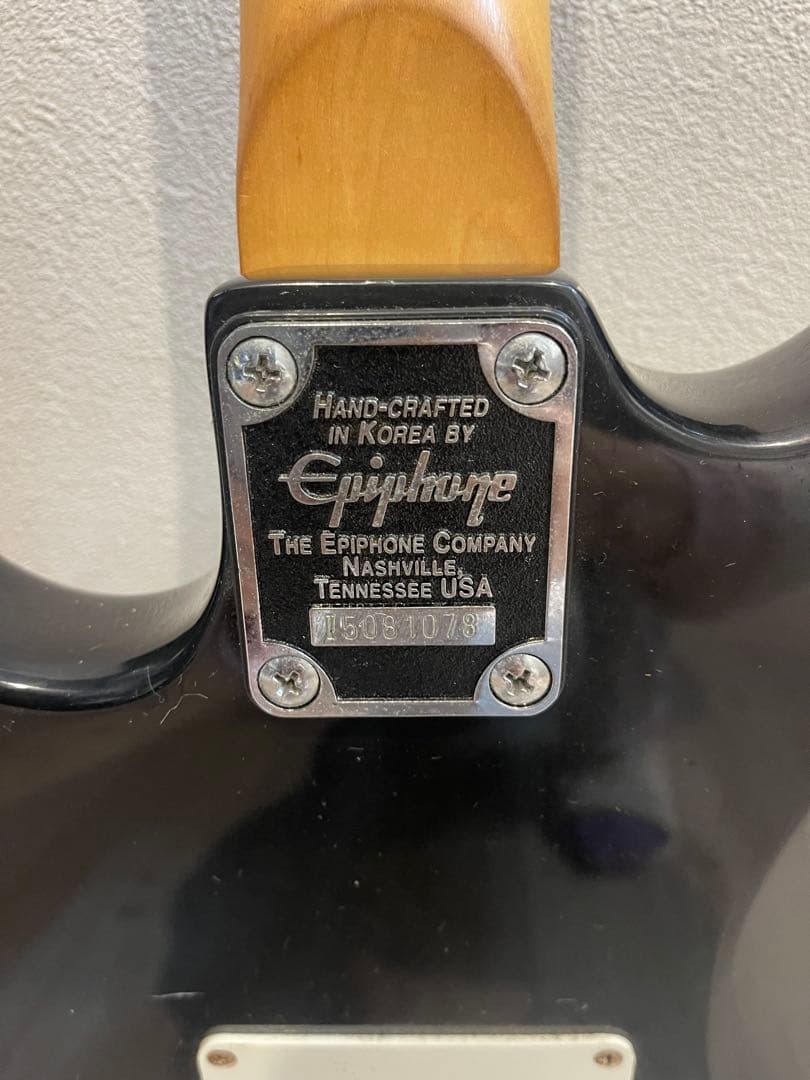 HAND-CRAFTED
IN KOREA BY
Epiphone
THE EPIPHONE COMPANY
NASHVILLE,
TENNESSEE USA
I5081078